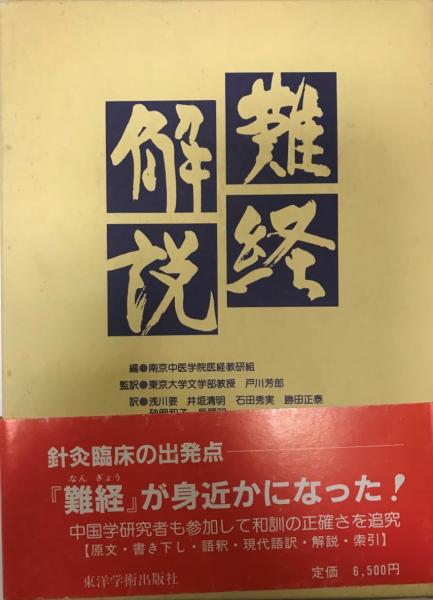 難経
解説
編●南京中医学院医経教研組
監訳●東京大学文学部教授 戸川芳郎
訳●浅川要 井垣清明 石田秀実 勝田正泰
針灸臨床の出発点
なん ぎょう
『難経』が身近かになった!
中国学研究者も参加して和訓の正確さを追究
【原文・書き下し・語釈・現代語訳・解説・索引】
東洋学術出版社 定価 6,500円